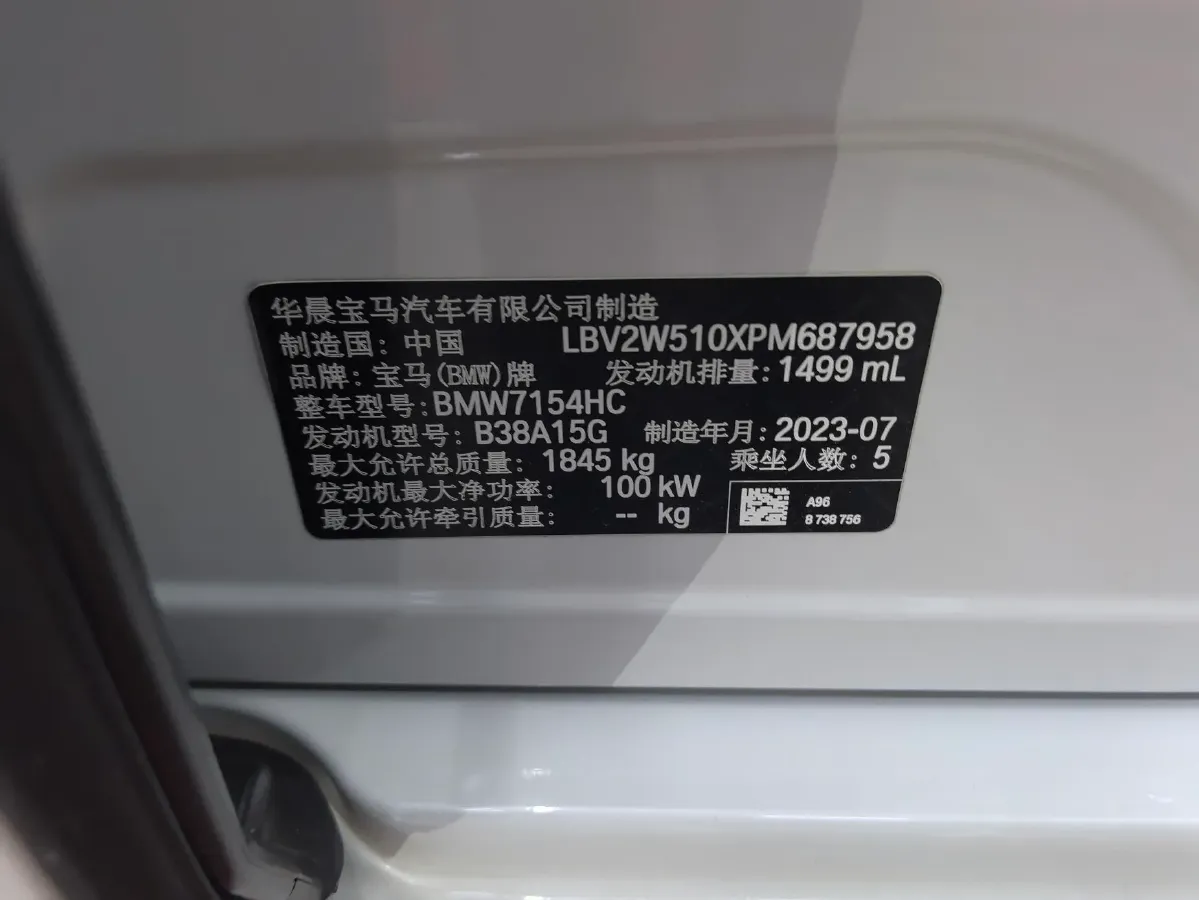 华晨宝马汽车有限公司制造
制造国：中国 LBV2W510XPM687958
品牌：宝马(BMW)牌 发动机排量：1499 mL
整车型号：BMW7154HC
发动机型号：B38A15G 制造年月：2023-07
最大允许总质量：1845 kg 乘坐人数：5
发动机最大净功率：100 kW
最大允许牵引质量：-- kg
A96
8 738 756